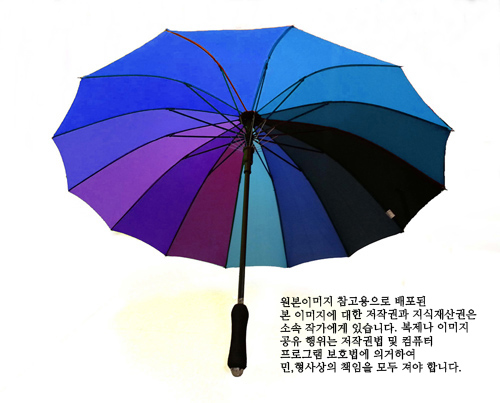 원본이미지 참고용으로 배포된
본 이미지에 대한 저작권과 지식재산권은
소속 작가에게 있습니다. 복제나 이미지
공유 행위는 저작권법 및 컴퓨터
프로그램 보호법에 의거하여
민,형사상의 책임을 모두 져야 합니다.